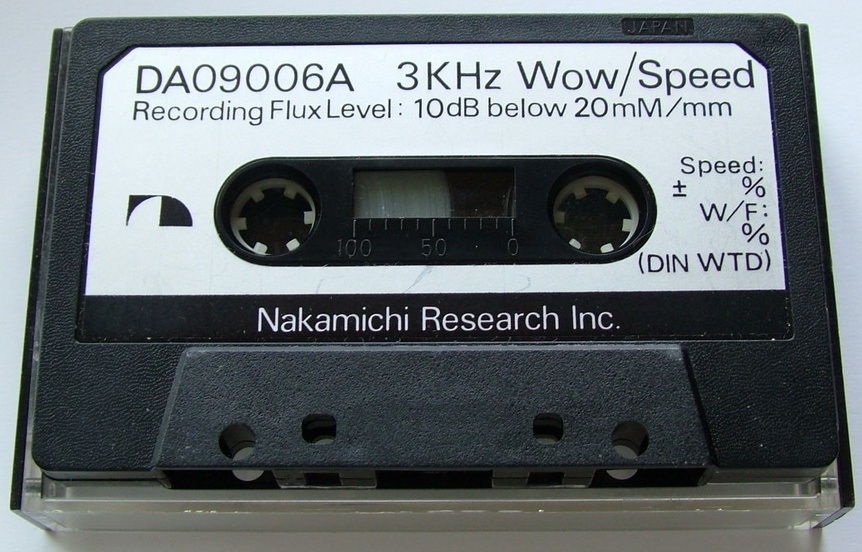 JAPAN
DA09006A 3KHz Wow/Speed
Recording Flux Level: 10dB below 20mM/mm
Speed:
± %
W/F:
%
(DIN WTD)
100 50 0
Nakamichi Research Inc.